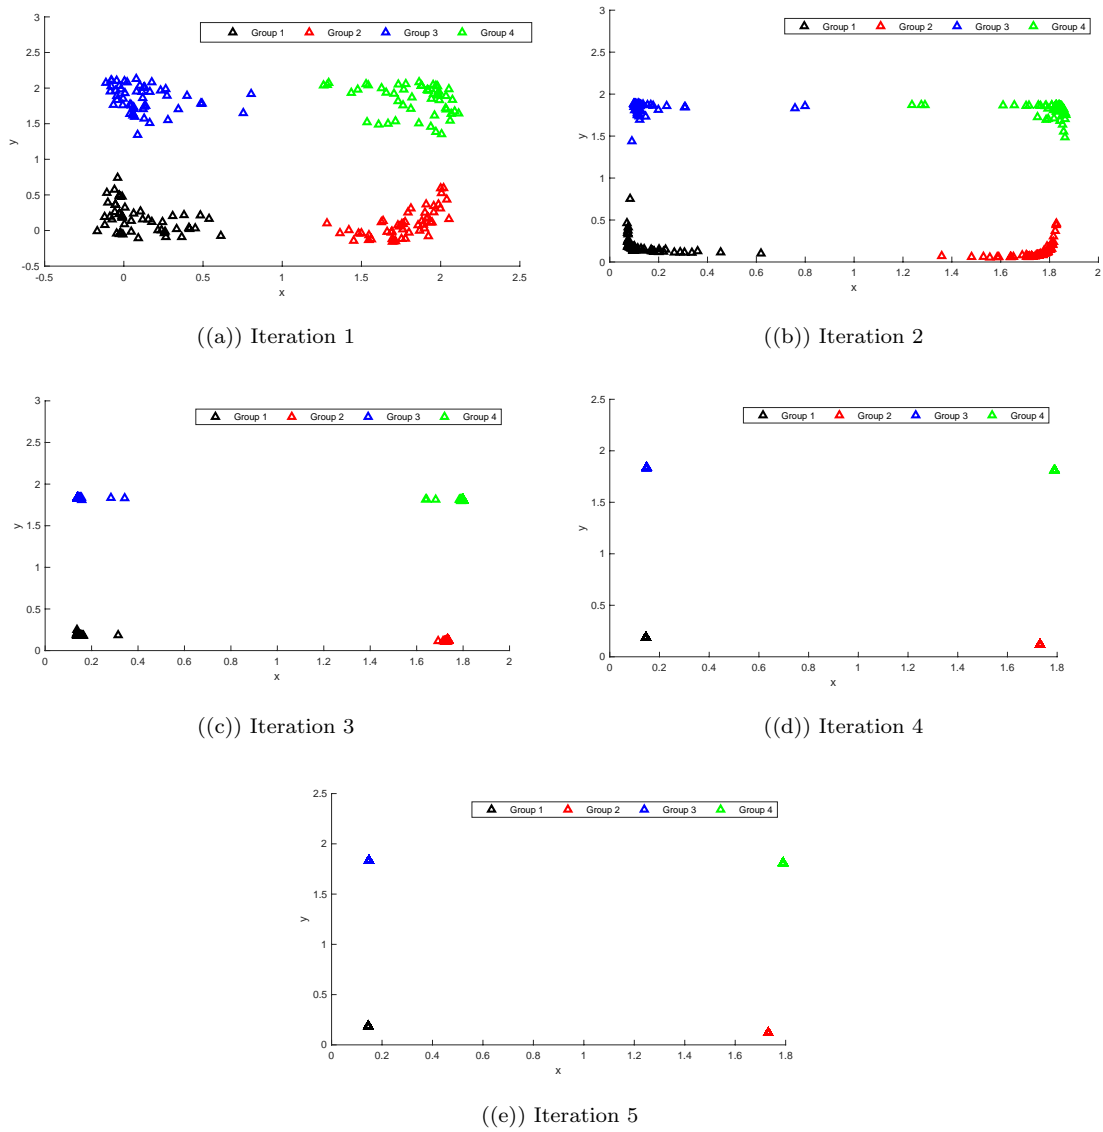 Group 1 Group 2 Group 3 Group 4
3
2.5
2
1.5
1
0.5
0
-0.5
y
-0.5 0 0.5 1 1.5 2 2.5
x
((a)) Iteration 1
Group 1 Group 2 Group 3 Group 4
3
2.5
2
1.5
1
0.5
0
y
0 0.2 0.4 0.6 0.8 1 1.2 1.4 1.6 1.8 2
x
((b)) Iteration 2
Group 1 Group 2 Group 3 Group 4
3
2.5
2
1.5
1
0.5
0
y
0 0.2 0.4 0.6 0.8 1 1.2 1.4 1.6 1.8 2
x
((c)) Iteration 3
Group 1 Group 2 Group 3 Group 4
2.5
2
1.5
1
0.5
0
y
0 0.2 0.4 0.6 0.8 1 1.2 1.4 1.6 1.8
x
((d)) Iteration 4
Group 1 Group 2 Group 3 Group 4
2.5
2
1.5
1
0.5
0
y
0 0.2 0.4 0.6 0.8 1 1.2 1.4 1.6 1.8
x
((e)) Iteration 5